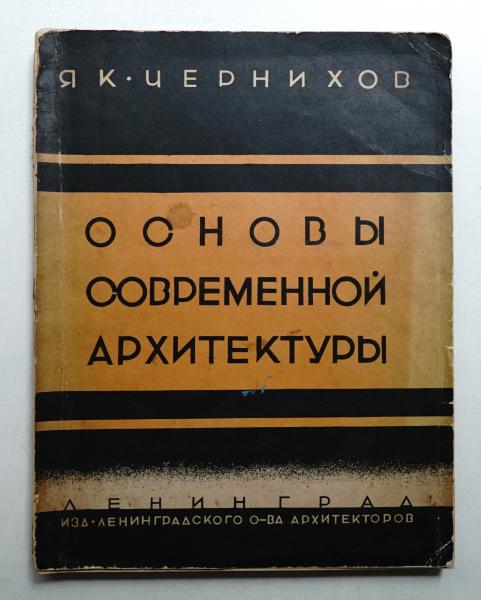 ЯК·ЧЕРНИХОВ
ОСНОВЫ
СОВРЕМЕННОЙ
АРХИТЕКТУРЫ
ЛЕНИНГРАД
ИЗД·ЛЕНИНГРАДСКОГО О-ВА АРХИТЕКТОРОВ